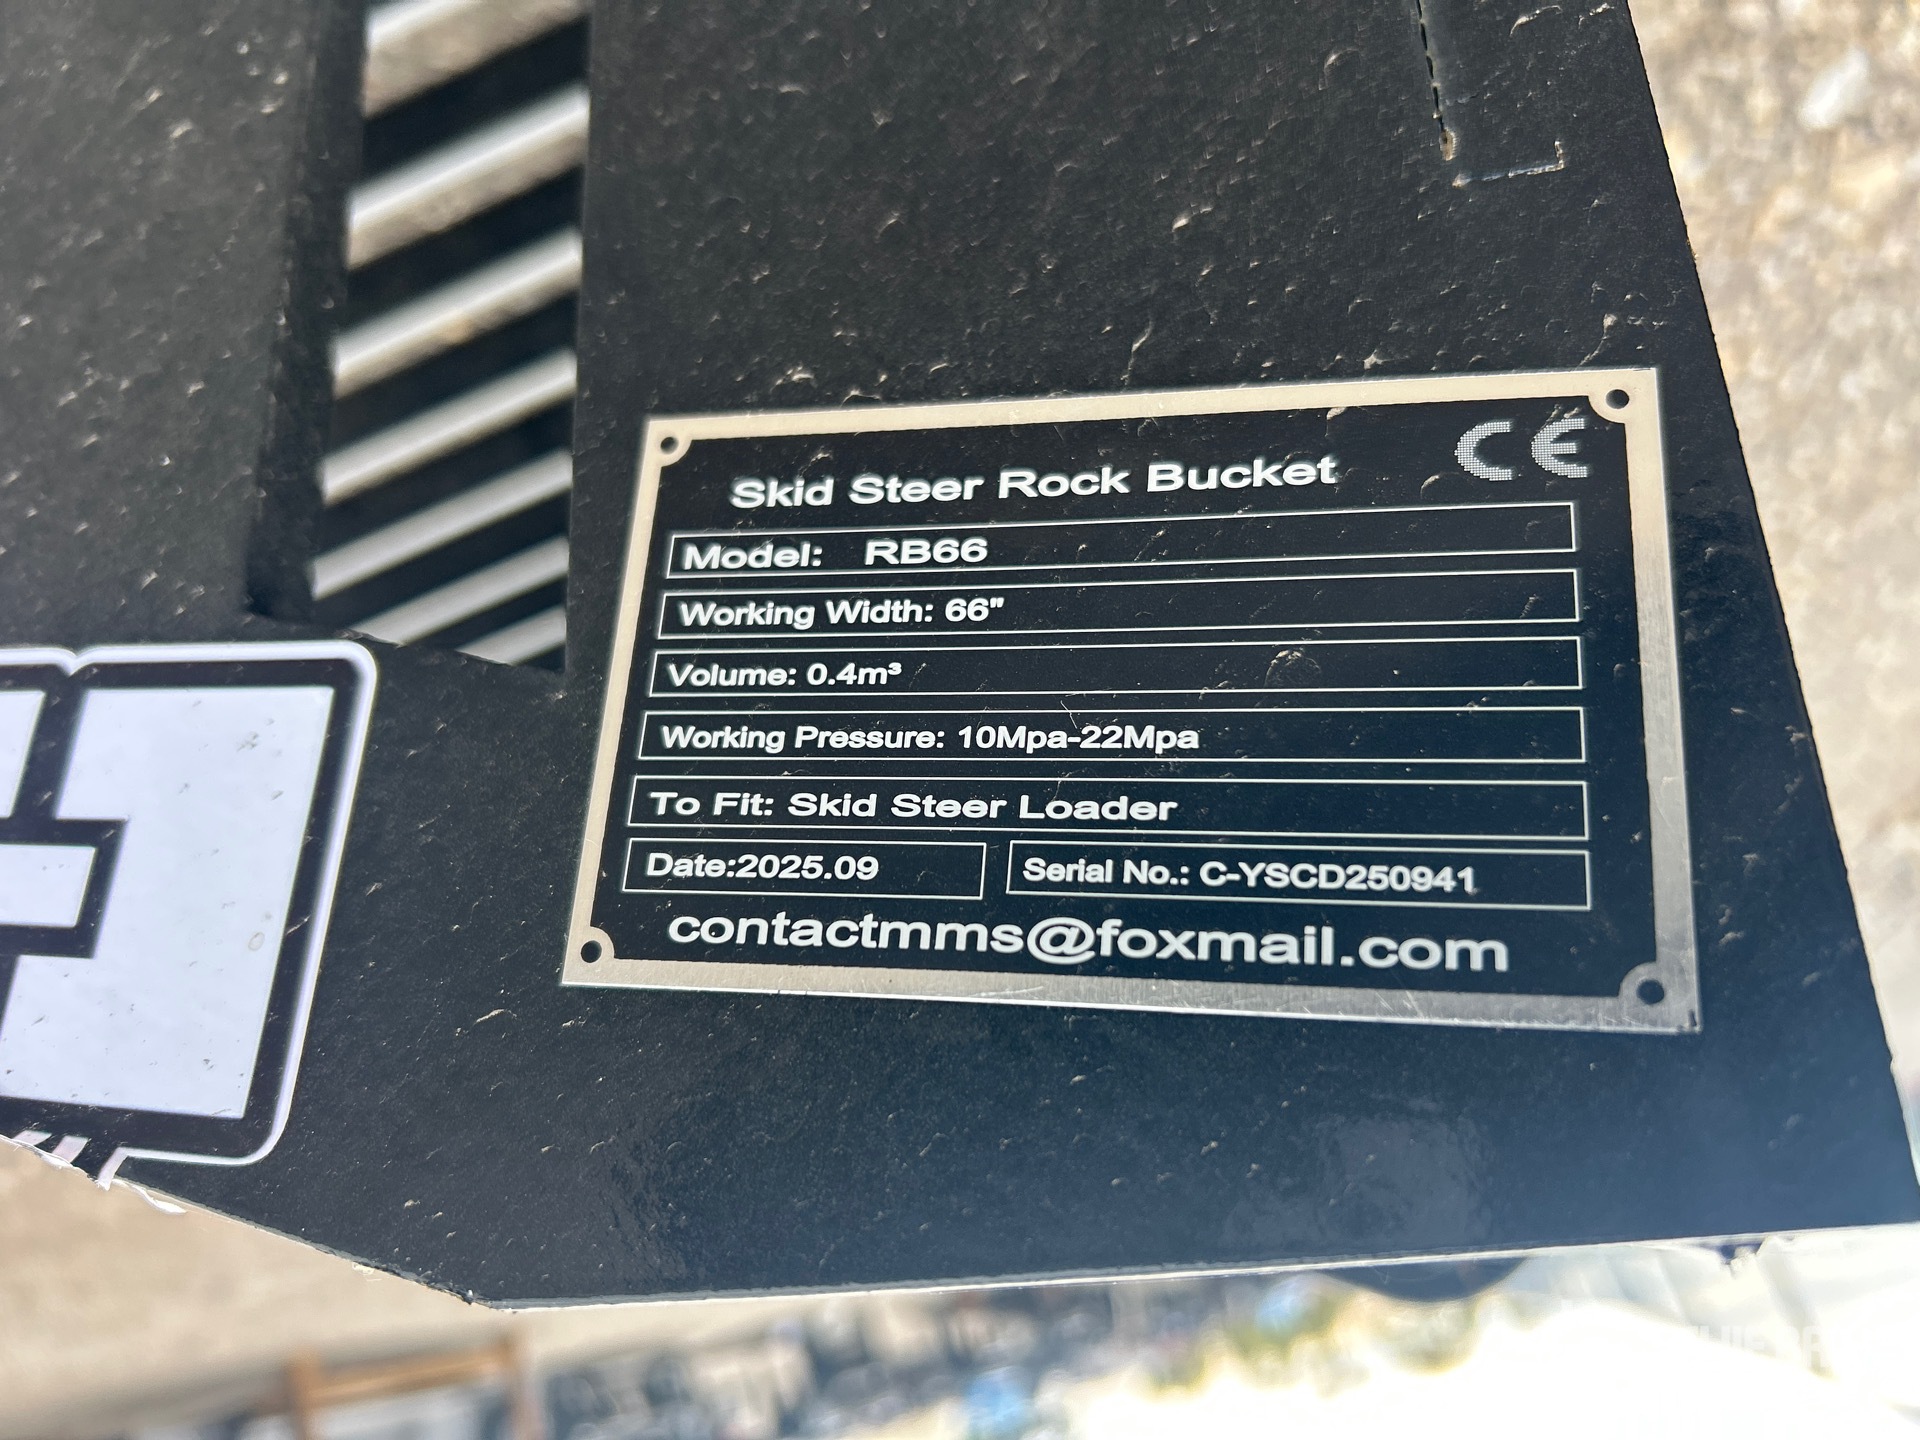 CE
Skid Steer Rock Bucket
Model: RB66
Working Width: 66"
Volume: 0.4m³
Working Pressure: 10Mpa-22Mpa
To Fit: Skid Steer Loader
Date:2025.09
Serial No.: C-YSCD250941
contactmms@foxmail.com